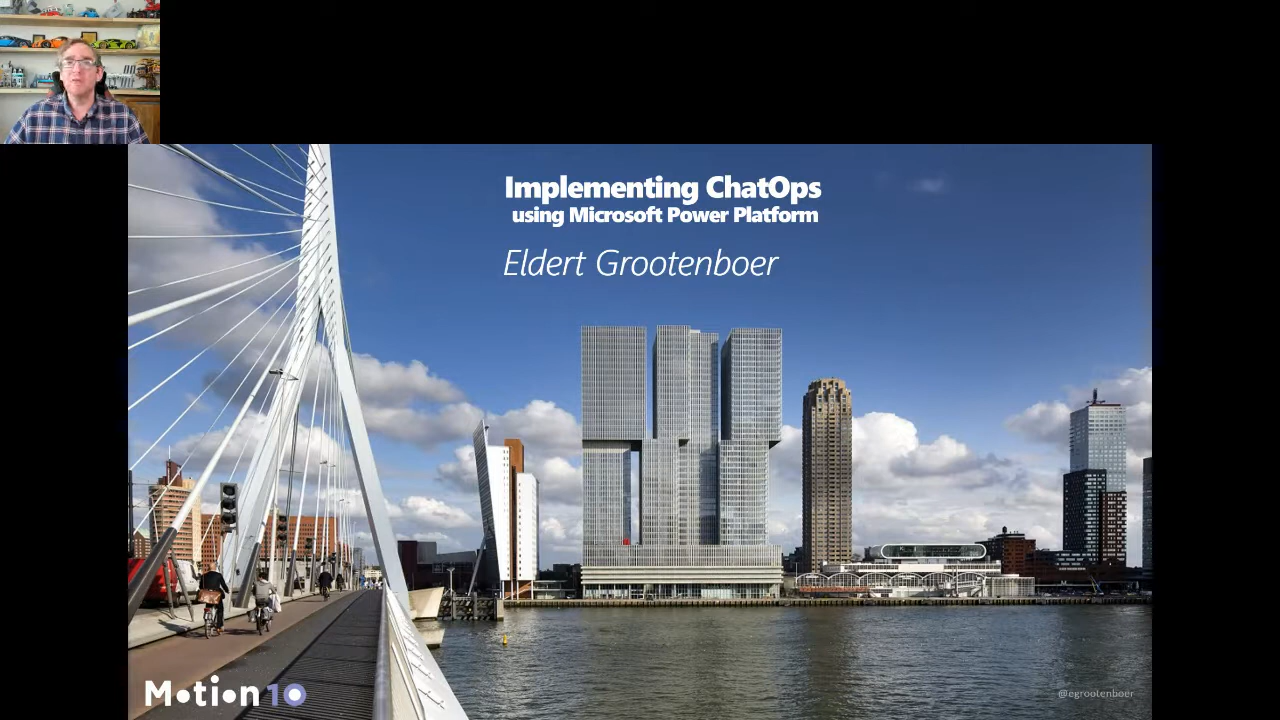 Implementing ChatOps
using Microsoft Power Platform
Eldert Grootenboer
Motion10
@egrootenboer